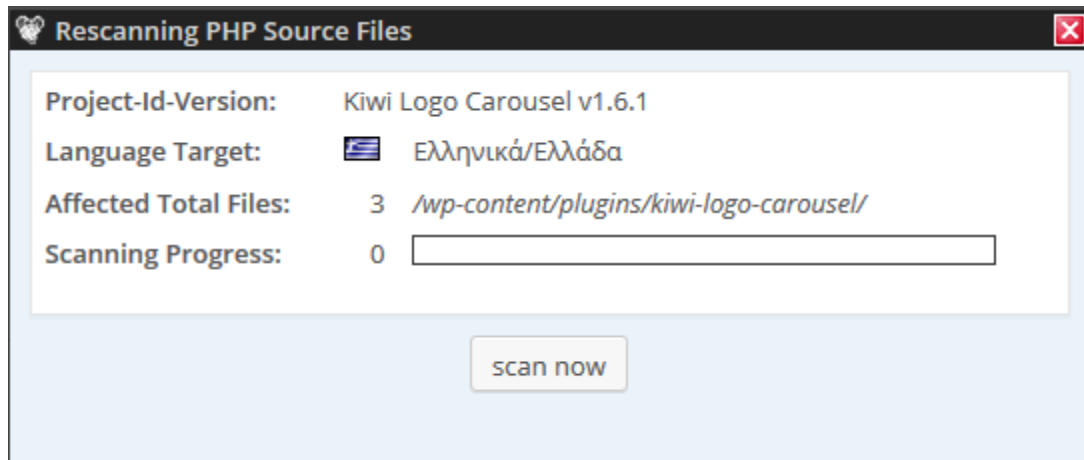 Rescanning PHP Source Files
Project-Id-Version: Kiwi Logo Carousel v1.6.1
Language Target: Ελληνικά/Ελλάδα
Affected Total Files: 3 /wp-content/plugins/kiwi-logo-carousel/
Scanning Progress: 0
scan now